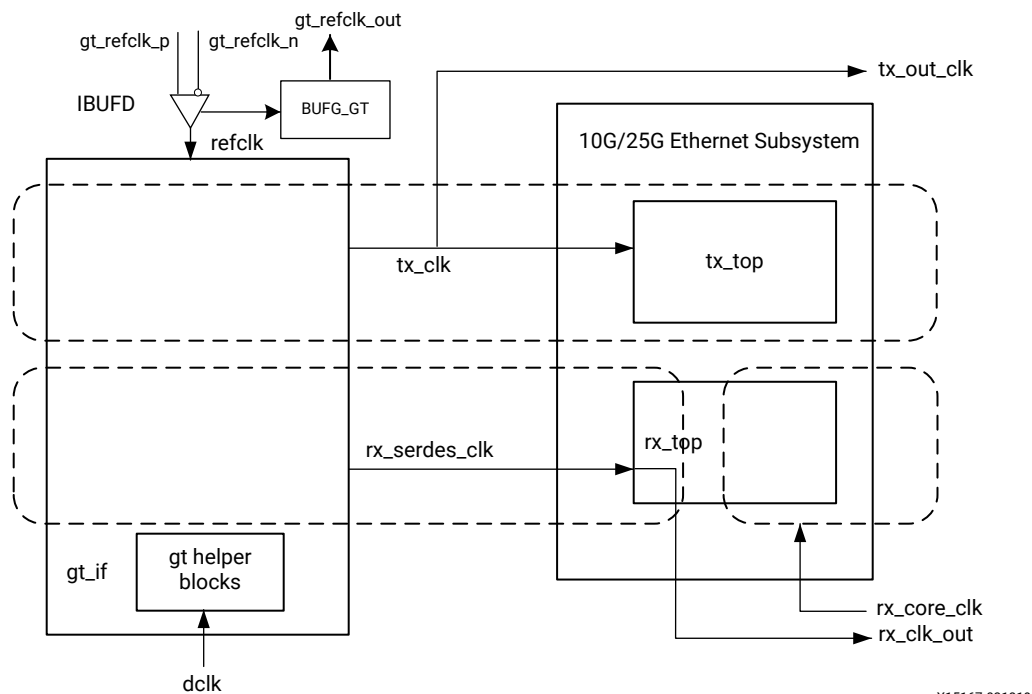 gt_refclk_out
gt_refclk_p
gt_refclk_n
IBUFD
BUFG_GT
refclk
tx_out_clk
10G/25G Ethernet Subsystem
tx_clk
tx_top
rx_serdes_clk
rx_top
gt_if
gt helper
blocks
rx_core_clk
rx_clk_out
dclk